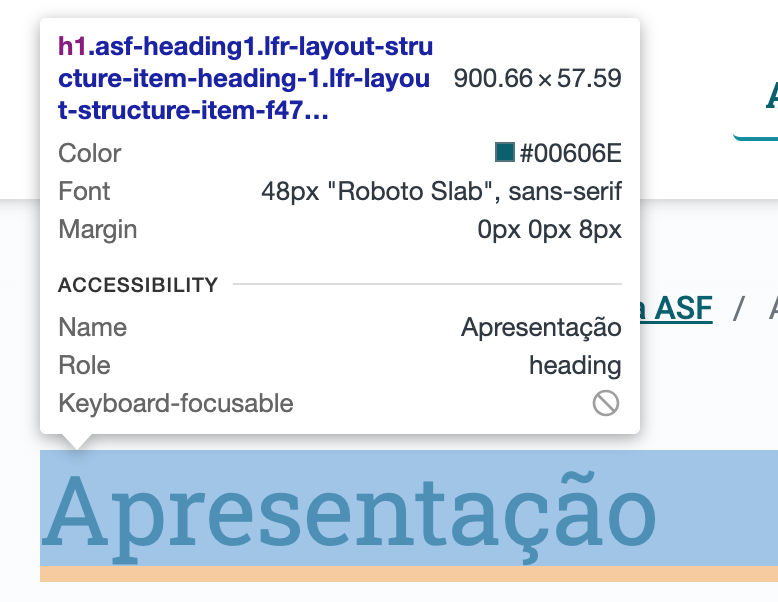 h1.asf-heading1.lfr-layout-stru
cture-item-heading-1.lfr-layou
t-structure-item-f47…
900.66 × 57.59
Color #00606E
Font 48px "Roboto Slab", sans-serif
Margin 0px 0px 8px
ACCESSIBILITY
Name Apresentação
Role heading
Keyboard-focusable
ASF /
Apresentação